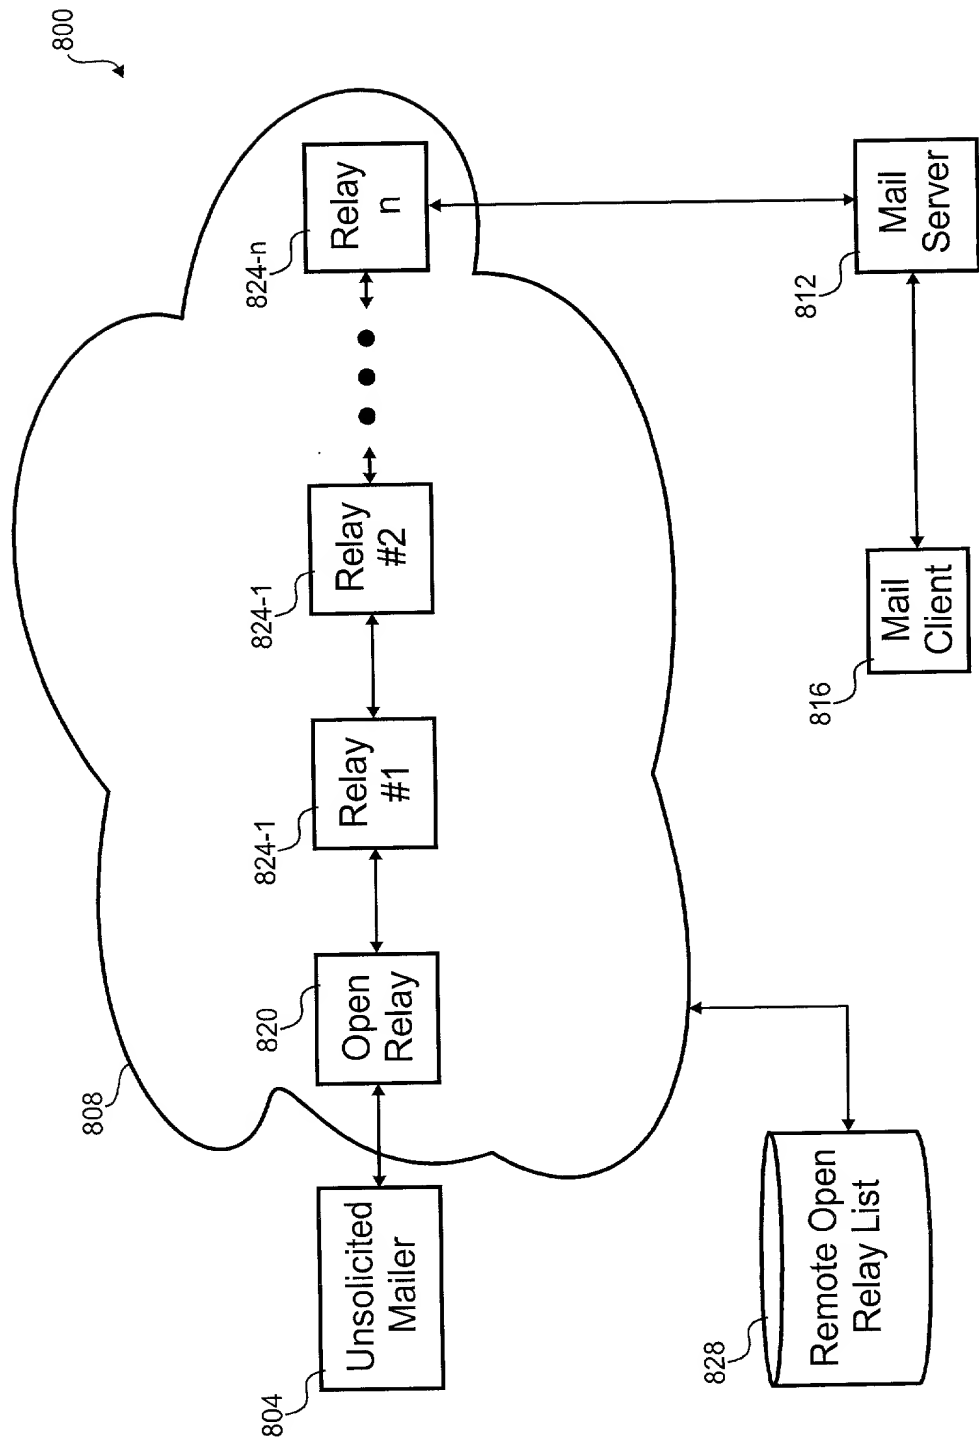 800
808
804
Unsolicited
Mailer
820
Open
Relay
824-1
Relay
#1
824-1
Relay
#2
824-n
Relay
n
828
Remote Open
Relay List
816
Mail
Client
812
Mail
Server